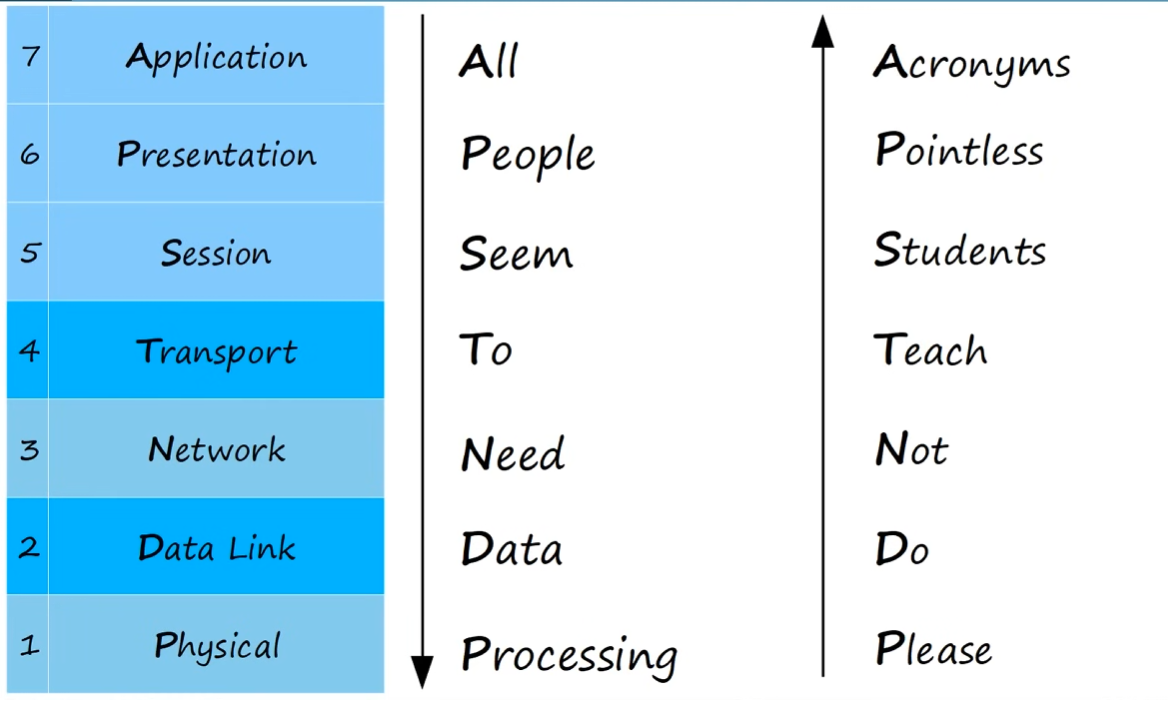 7 Application All Acronyms
6 Presentation People Pointless
5 Session Seem Students
4 Transport To Teach
3 Network Need Not
2 Data Link Data Do
1 Physical Processing Please